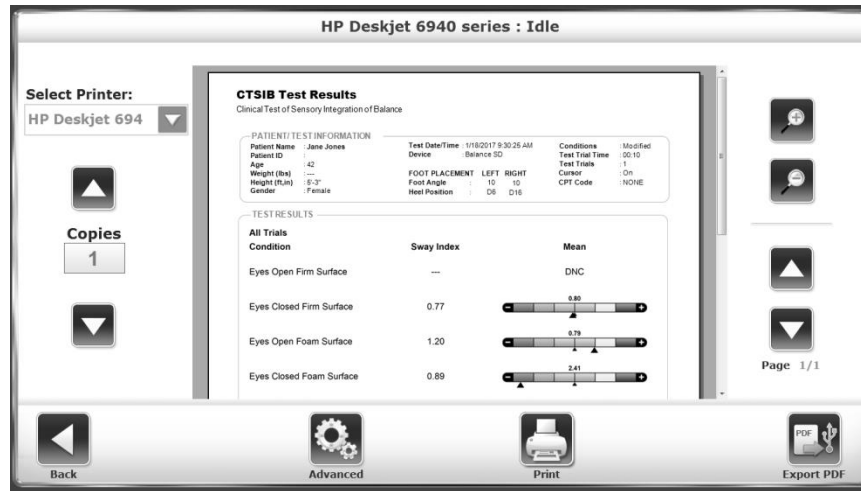 HP Deskjet 6940 series : Idle
Select Printer:
HP Deskjet 694
Copies
1
CTSIB Test Results
Clinical Test of Sensory Integration of Balance
PATIENT/TEST INFORMATION
Patient Name : Jane Jones
Patient ID :
Age : 42
Weight (lbs) : ---
Height (ft,in) : 5'-3"
Gender : Female
Test Date/Time : 1/18/2017 9:30:25 AM
Device : Balance SD
FOOT PLACEMENT LEFT RIGHT
Foot Angle : 10 10
Heel Position : D6 D16
Conditions : Modified
Test Trial Time : 00:10
Test Trials : 1
Cursor : On
CPT Code : NONE
TEST RESULTS
All Trials
Condition Sway Index Mean
Eyes Open Firm Surface --- DNC
Eyes Closed Firm Surface 0.77 0.80
Eyes Open Foam Surface 1.20 0.79
Eyes Closed Foam Surface 0.89 2.41
Page 1/1
Back
Advanced
Print
PDF
Export PDF